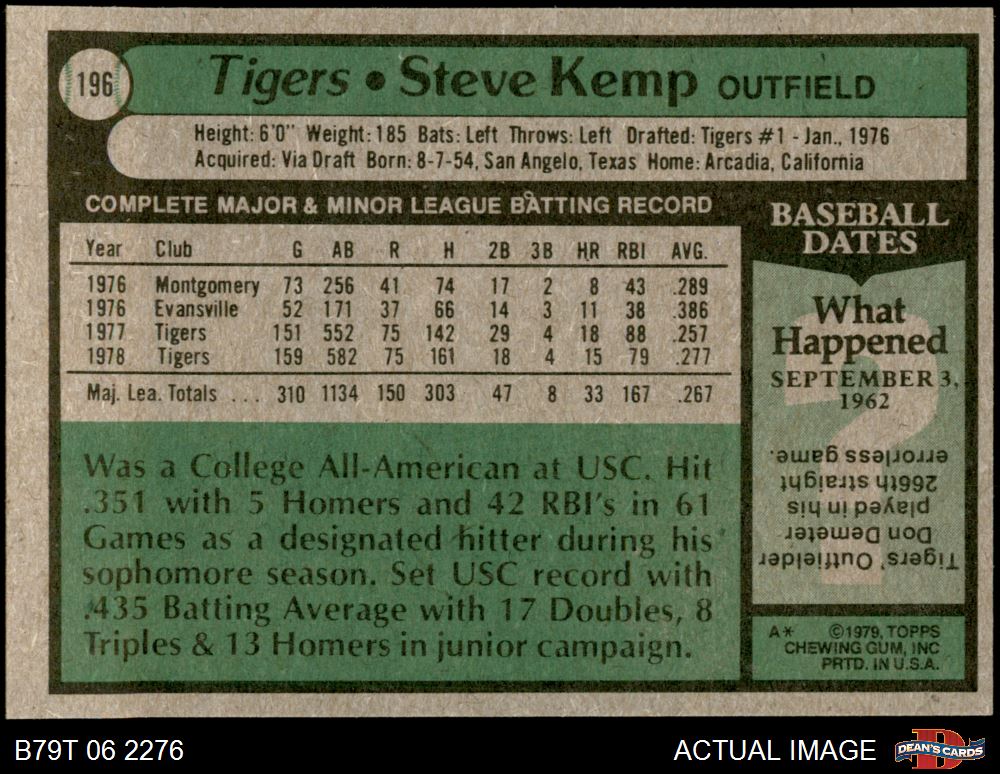 196
Tigers • Steve Kemp OUTFIELD
Height: 6'0" Weight: 185 Bats: Left Throws: Left Drafted: Tigers #1 - Jan., 1976
Acquired: Via Draft Born: 8-7-54, San Angelo, Texas Home: Arcadia, California
COMPLETE MAJOR & MINOR LEAGUE BATTING RECORD
Year Club G AB R H 2B 3B HR RBI AVG.
1976 Montgomery 73 256 41 74 17 2 8 43 .289
1976 Evansville 52 171 37 66 14 3 11 38 .386
1977 Tigers 151 552 75 142 29 4 18 88 .257
1978 Tigers 159 582 75 161 18 4 15 79 .277
Maj. Lea. Totals ... 310 1134 150 303 47 8 33 167 .267
Was a College All-American at USC. Hit
.351 with 5 Homers and 42 RBI's in 61
Games as a designated hitter during his
sophomore season. Set USC record with
.435 Batting Average with 17 Doubles, 8
Triples & 13 Homers in junior campaign.
BASEBALL
DATES
What
Happened
SEPTEMBER 3,
1962
Tigers' Outfielder
Don Demeter
played in his
266th straight
errorless game.
A* ©1979, TOPPS
CHEWING GUM, INC
PRTD. IN U.S.A.
B79T 06 2276
ACTUAL IMAGE
D
DEAN'S CARDS